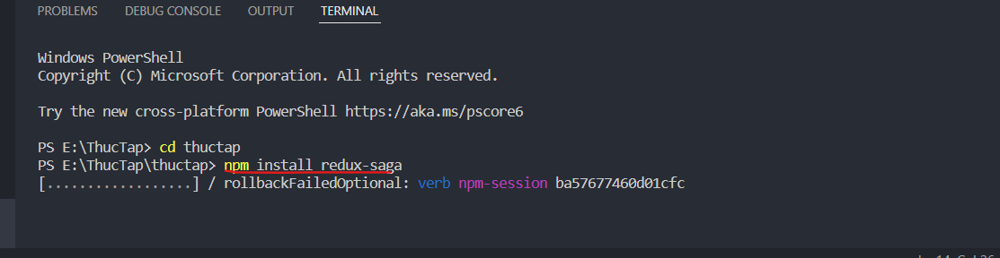 PROBLEMS DEBUG CONSOLE OUTPUT TERMINAL
Windows PowerShell
Copyright (C) Microsoft Corporation. All rights reserved.
Try the new cross-platform PowerShell https://aka.ms/pscore6
PS E:\ThucTap> cd thuctap
PS E:\ThucTap\thuctap> npm install redux-saga
[..................] / rollbackFailedOptional: verb npm-session ba57677460d01cfc